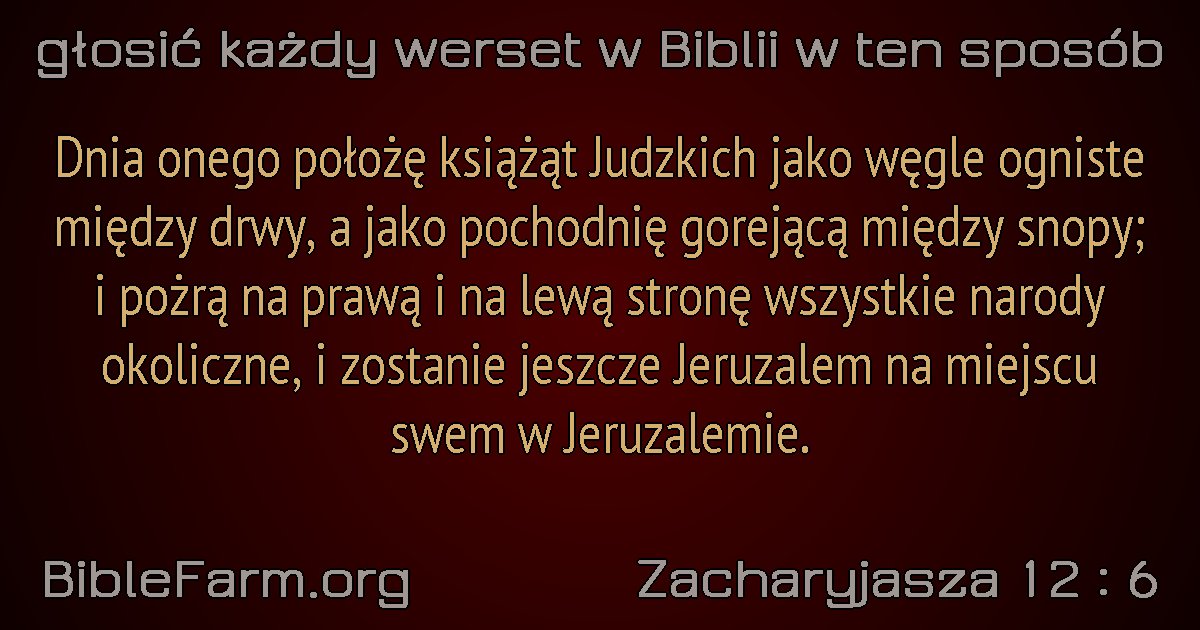 głosić każdy werset w Biblii w ten sposób
Dnia onego położę książąt Judzkich jako węgle ogniste
między drwy, a jako pochodnię gorejącą między snopy;
i pożrą na prawą i na lewą stronę wszystkie narody
okoliczne, i zostanie jeszcze Jeruzalem na miejscu
swem w Jeruzalemie.
BibleFarm.org
Zacharyjasza 12 : 6